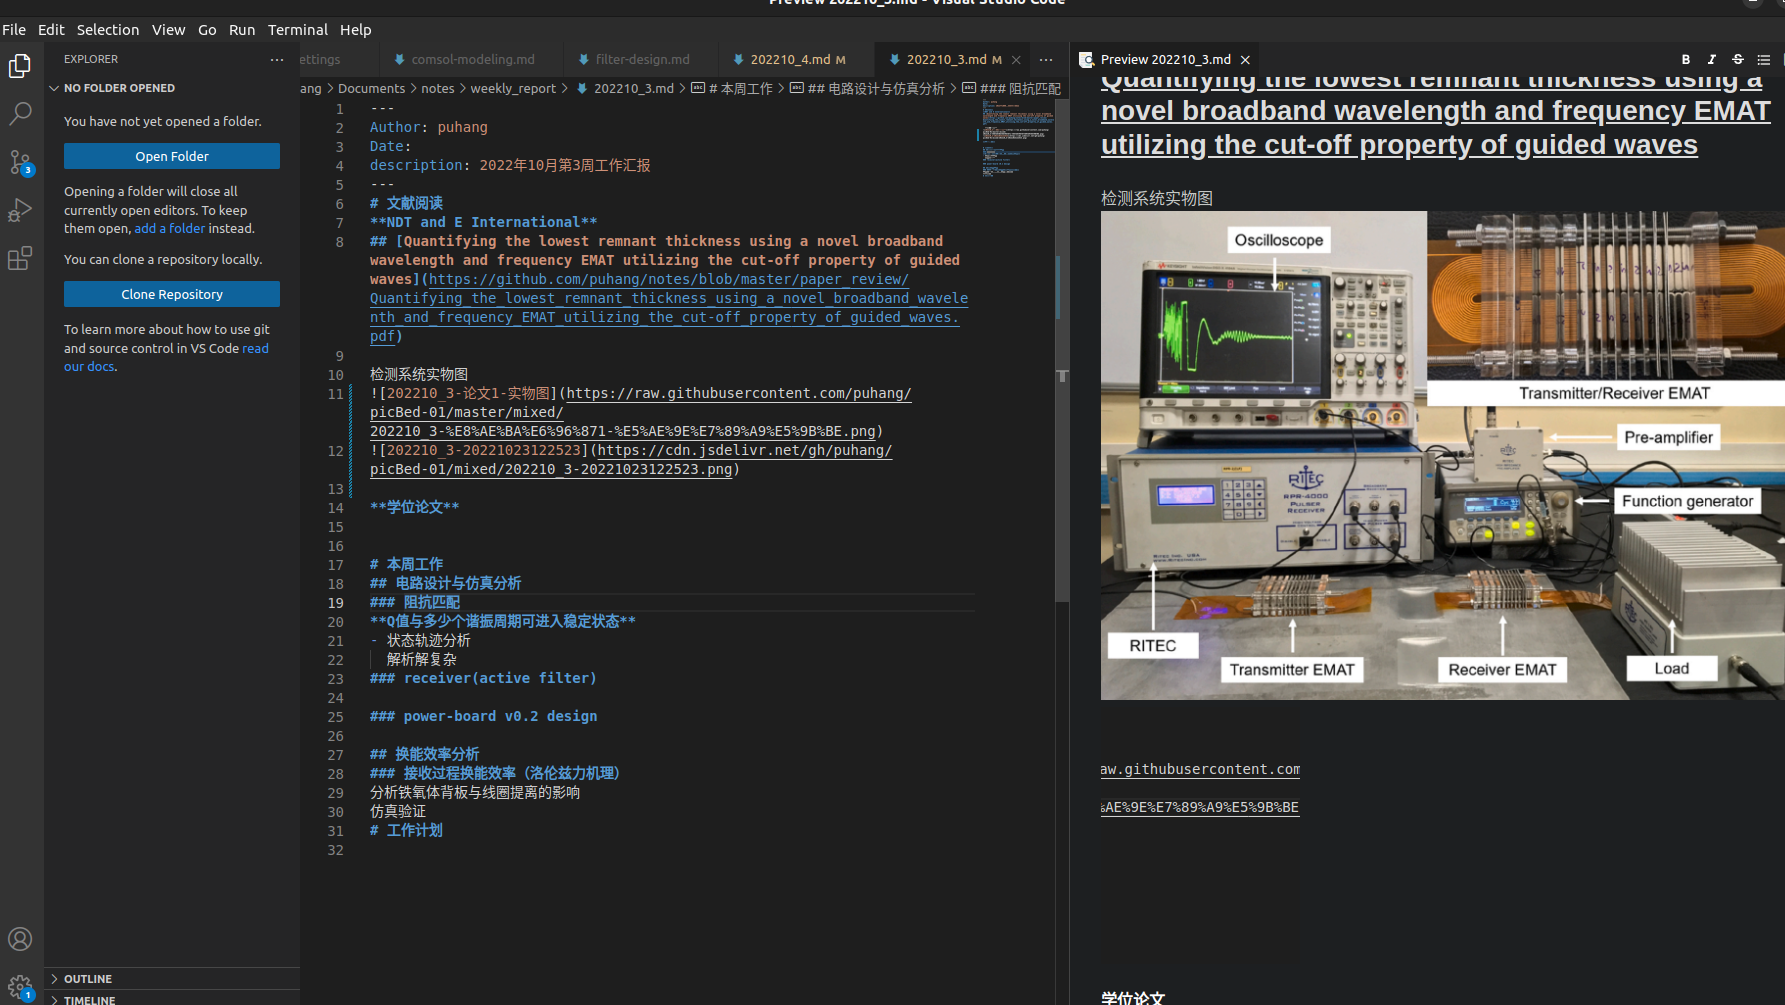 Preview 202210_3.md - Visual Studio Code
File Edit Selection View Go Run Terminal Help
EXPLORER
NO FOLDER OPENED
You have not yet opened a folder.
Open Folder
Opening a folder will close all
currently open editors. To keep
them open, add a folder instead.
You can clone a repository locally.
Clone Repository
To learn more about how to use git
and source control in VS Code read
our docs.
OUTLINE
TIMELINE
3
1
ettings
comsol-modeling.md
filter-design.md
202210_4.md M
202210_3.md M
ang > Documents > notes > weekly_report > 202210_3.md > # 本周工作 > ## 电路设计与仿真分析 > ### 阻抗匹配
1 ---
2 Author: puhang
3 Date:
4 description: 2022年10月第3周工作汇报
5 ---
6 # 文献阅读
7 **NDT and E International**
8 ## [Quantifying the lowest remnant thickness using a novel broadband
wavelength and frequency EMAT utilizing the cut-off property of guided
waves](https://github.com/puhang/notes/blob/master/paper_review/
Quantifying_the_lowest_remnant_thickness_using_a_novel_broadband_wavele
nth_and_frequency_EMAT_utilizing_the_cut-off_property_of_guided_waves.
pdf)
9
10 检测系统实物图
11 ![202210_3-论文1-实物图](https://raw.githubusercontent.com/puhang/
picBed-01/master/mixed/
202210_3-%E8%AE%BA%E6%96%871-%E5%AE%9E%E7%89%A9%E5%9B%BE.png)
12 ![202210_3-20221023122523](https://cdn.jsdelivr.net/gh/puhang/
picBed-01/mixed/202210_3-20221023122523.png)
13
14 **学位论文**
15
16
17 # 本周工作
18 ## 电路设计与仿真分析
19 ### 阻抗匹配
20 **Q值与多少个谐振周期可进入稳定状态**
21 - 状态轨迹分析
22 解析解复杂
23 ### receiver(active filter)
24
25 ### power-board v0.2 design
26
27 ## 换能效率分析
28 ### 接收过程换能效率（洛伦兹力机理）
29 分析铁氧体背板与线圈提离的影响
30 仿真验证
31 # 工作计划
32
Preview 202210_3.md
B I S
Quantifying the lowest remnant thickness using a
novel broadband wavelength and frequency EMAT
utilizing the cut-off property of guided waves
检测系统实物图
Oscilloscope
Transmitter/Receiver EMAT
Pre-amplifier
Function generator
RITEC
RPR-4000
PULSER
RECEIVER
RITEC
Transmitter EMAT
Receiver EMAT
Load
aw.githubusercontent.com
%AE%9E%E7%89%A9%E5%9B%BE
学位论文